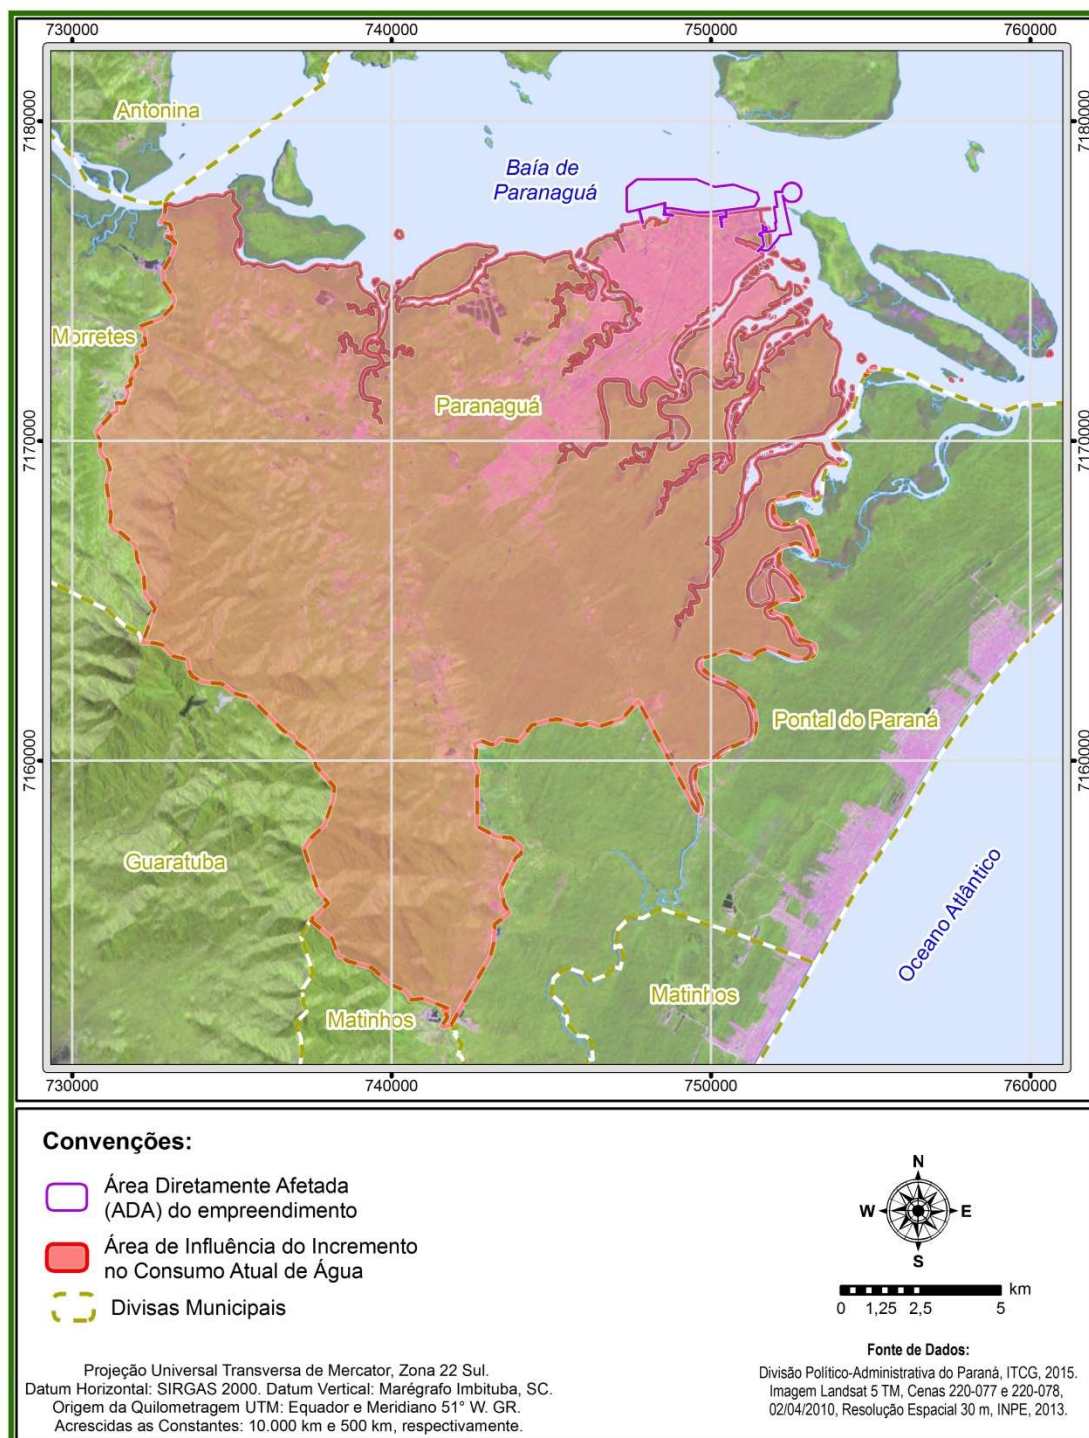 730000
740000
750000
760000
7180000
7180000
Antonina
Baía de
Paranaguá
Morretes
Paranaguá
7170000
7170000
Pontal do Paraná
7160000
7160000
Guaratuba
Oceano Atlântico
Matinhos
Matinhos
730000
740000
750000
760000
Convenções:
Área Diretamente Afetada
(ADA) do empreendimento
Área de Influência do Incremento
no Consumo Atual de Água
Divisas Municipais
N
W
E
S
km
0 1,25 2,5 5
Projeção Universal Transversa de Mercator, Zona 22 Sul.
Datum Horizontal: SIRGAS 2000. Datum Vertical: Marégrafo Imbituba, SC.
Origem da Quilometragem UTM: Equador e Meridiano 51° W. GR.
Acrescidas as Constantes: 10.000 km e 500 km, respectivamente.
Fonte de Dados:
Divisão Político-Administrativa do Paraná, ITCG, 2015.
Imagem Landsat 5 TM, Cenas 220-077 e 220-078,
02/04/2010, Resolução Espacial 30 m, INPE, 2013.